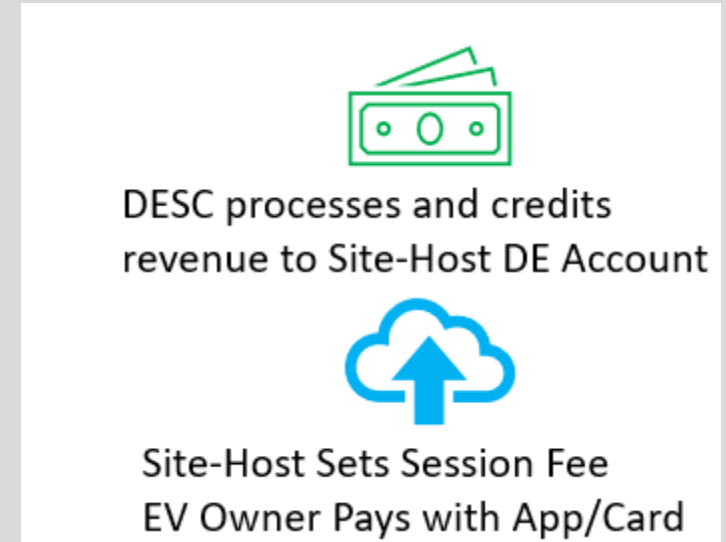 DESC processes and credits
revenue to Site-Host DE Account
Site-Host Sets Session Fee
EV Owner Pays with App/Card